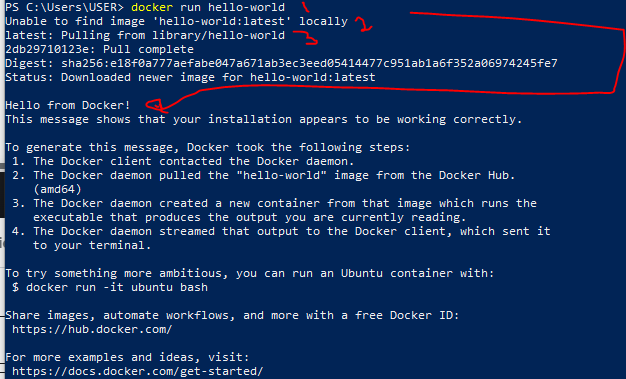 PS C:\Users\USER> docker run hello-world 1
Unable to find image 'hello-world:latest' locally 2
latest: Pulling from library/hello-world 3
2db29710123e: Pull complete
Digest: sha256:e18f0a777aefabe047a671ab3ec3eed05414477c951ab1a6f352a06974245fe7
Status: Downloaded newer image for hello-world:latest
Hello from Docker!
This message shows that your installation appears to be working correctly.
To generate this message, Docker took the following steps:
1. The Docker client contacted the Docker daemon.
2. The Docker daemon pulled the "hello-world" image from the Docker Hub.
(amd64)
3. The Docker daemon created a new container from that image which runs the
executable that produces the output you are currently reading.
4. The Docker daemon streamed that output to the Docker client, which sent it
to your terminal.
To try something more ambitious, you can run an Ubuntu container with:
$ docker run -it ubuntu bash
Share images, automate workflows, and more with a free Docker ID:
https://hub.docker.com/
For more examples and ideas, visit:
https://docs.docker.com/get-started/